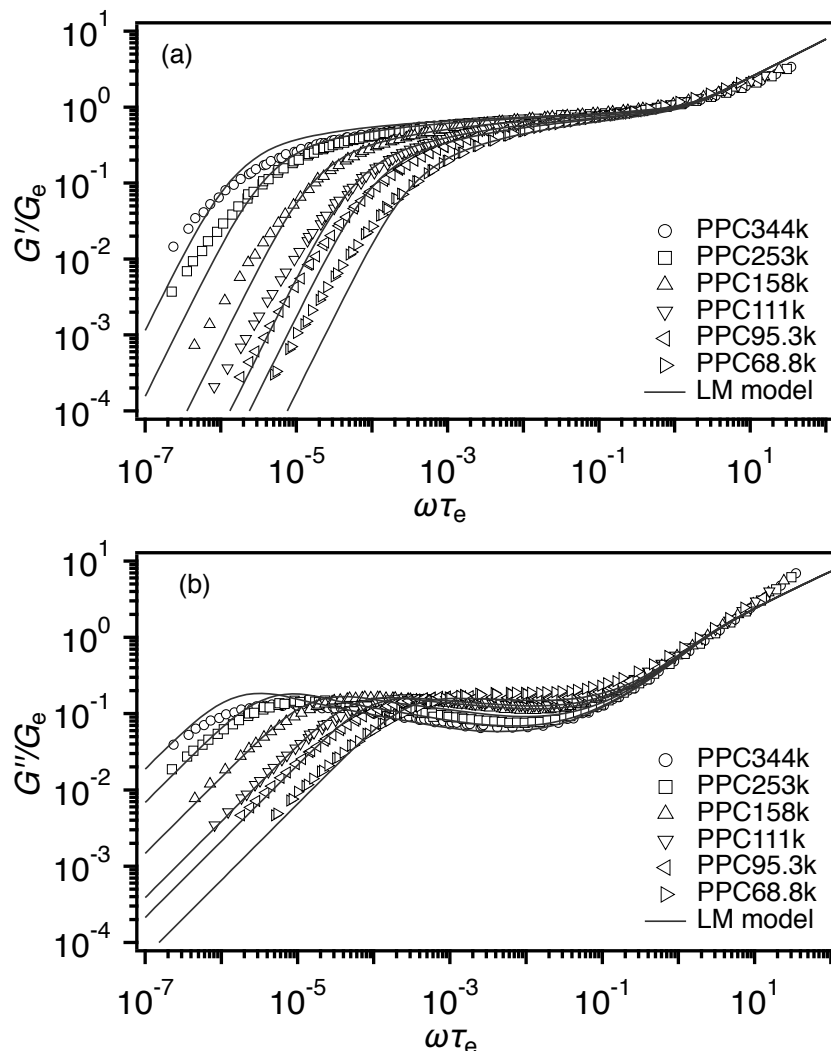 (a)
10^1
10^0
10^-1
10^-2
10^-3
10^-4
G'/G_e
PPC344k
PPC253k
PPC158k
PPC111k
PPC95.3k
PPC68.8k
LM model
10^-7 10^-5 10^-3 10^-1 10^1
ωτ_e
(b)
10^1
10^0
10^-1
10^-2
10^-3
10^-4
G''/G_e
PPC344k
PPC253k
PPC158k
PPC111k
PPC95.3k
PPC68.8k
LM model
10^-7 10^-5 10^-3 10^-1 10^1
ωτ_e